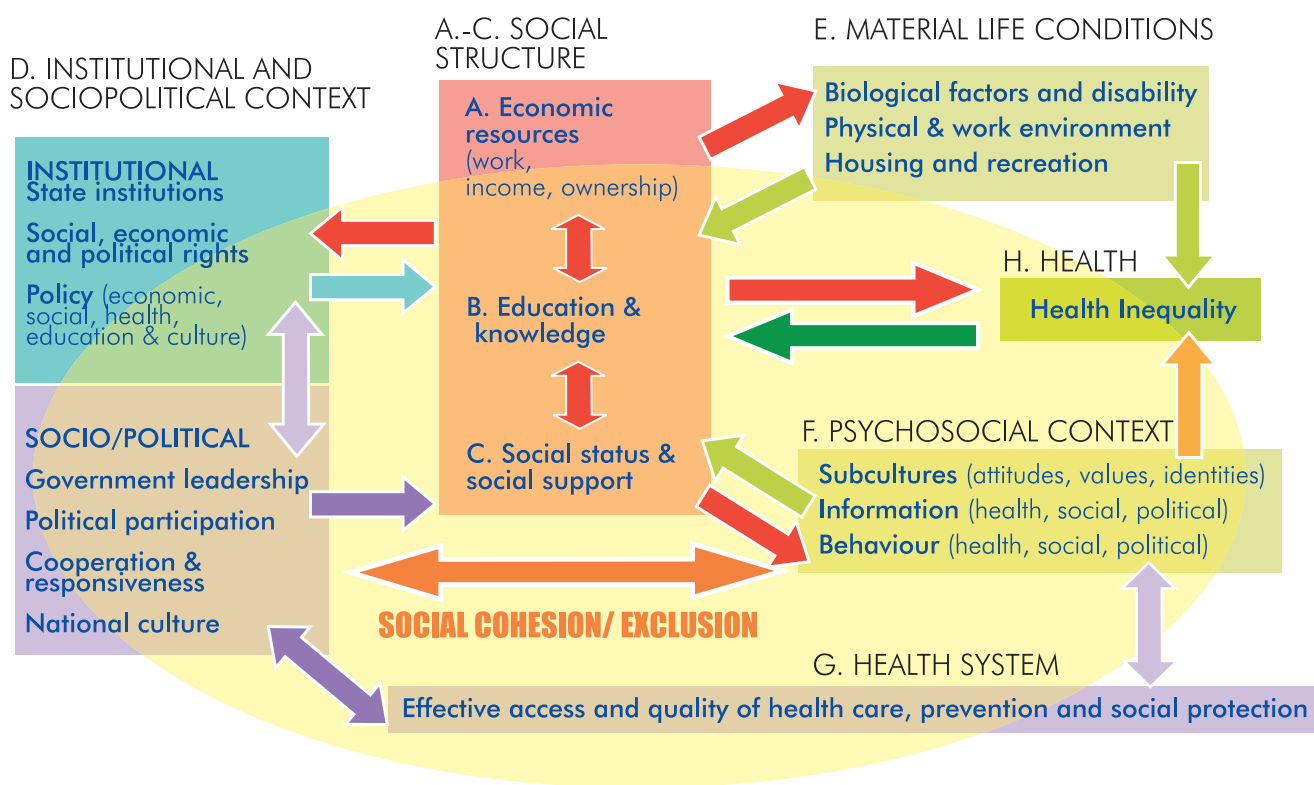 D. INSTITUTIONAL AND
SOCIOPOLITICAL CONTEXT
INSTITUTIONAL
State institutions
Social, economic
and political rights
Policy (economic,
social, health,
education & culture)
SOCIO/POLITICAL
Government leadership
Political participation
Cooperation &
responsiveness
National culture
A.-C. SOCIAL
STRUCTURE
A. Economic
resources
(work,
income, ownership)
B. Education &
knowledge
C. Social status &
social support
SOCIAL COHESION/ EXCLUSION
E. MATERIAL LIFE CONDITIONS
Biological factors and disability
Physical & work environment
Housing and recreation
H. HEALTH
Health Inequality
F. PSYCHOSOCIAL CONTEXT
Subcultures (attitudes, values, identities)
Information (health, social, political)
Behaviour (health, social, political)
G. HEALTH SYSTEM
Effective access and quality of health care, prevention and social protection